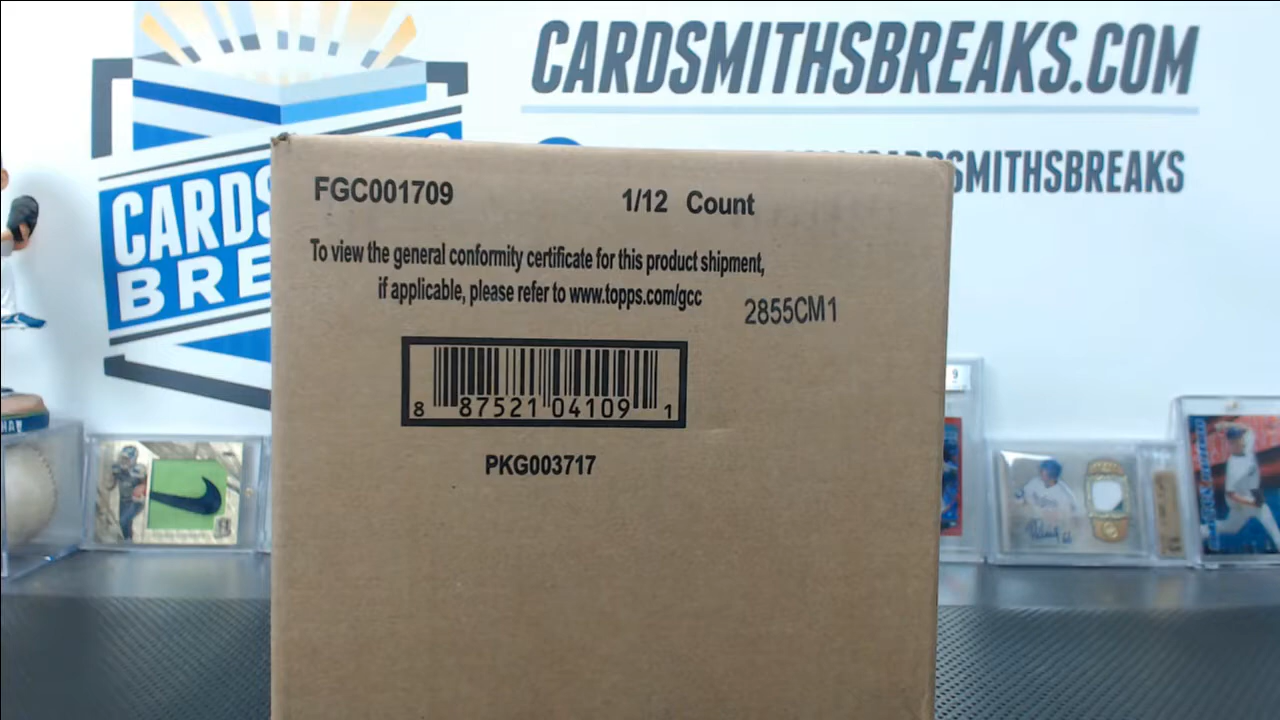 CARDSMITHSBREAKS.COM
SMITHSBREAKS
CARDS
BRE
FGC001709
1/12 Count
To view the general conformity certificate for this product shipment,
if applicable, please refer to www.topps.com/gcc
2855CM1
8 87521 04109 1
PKG003717